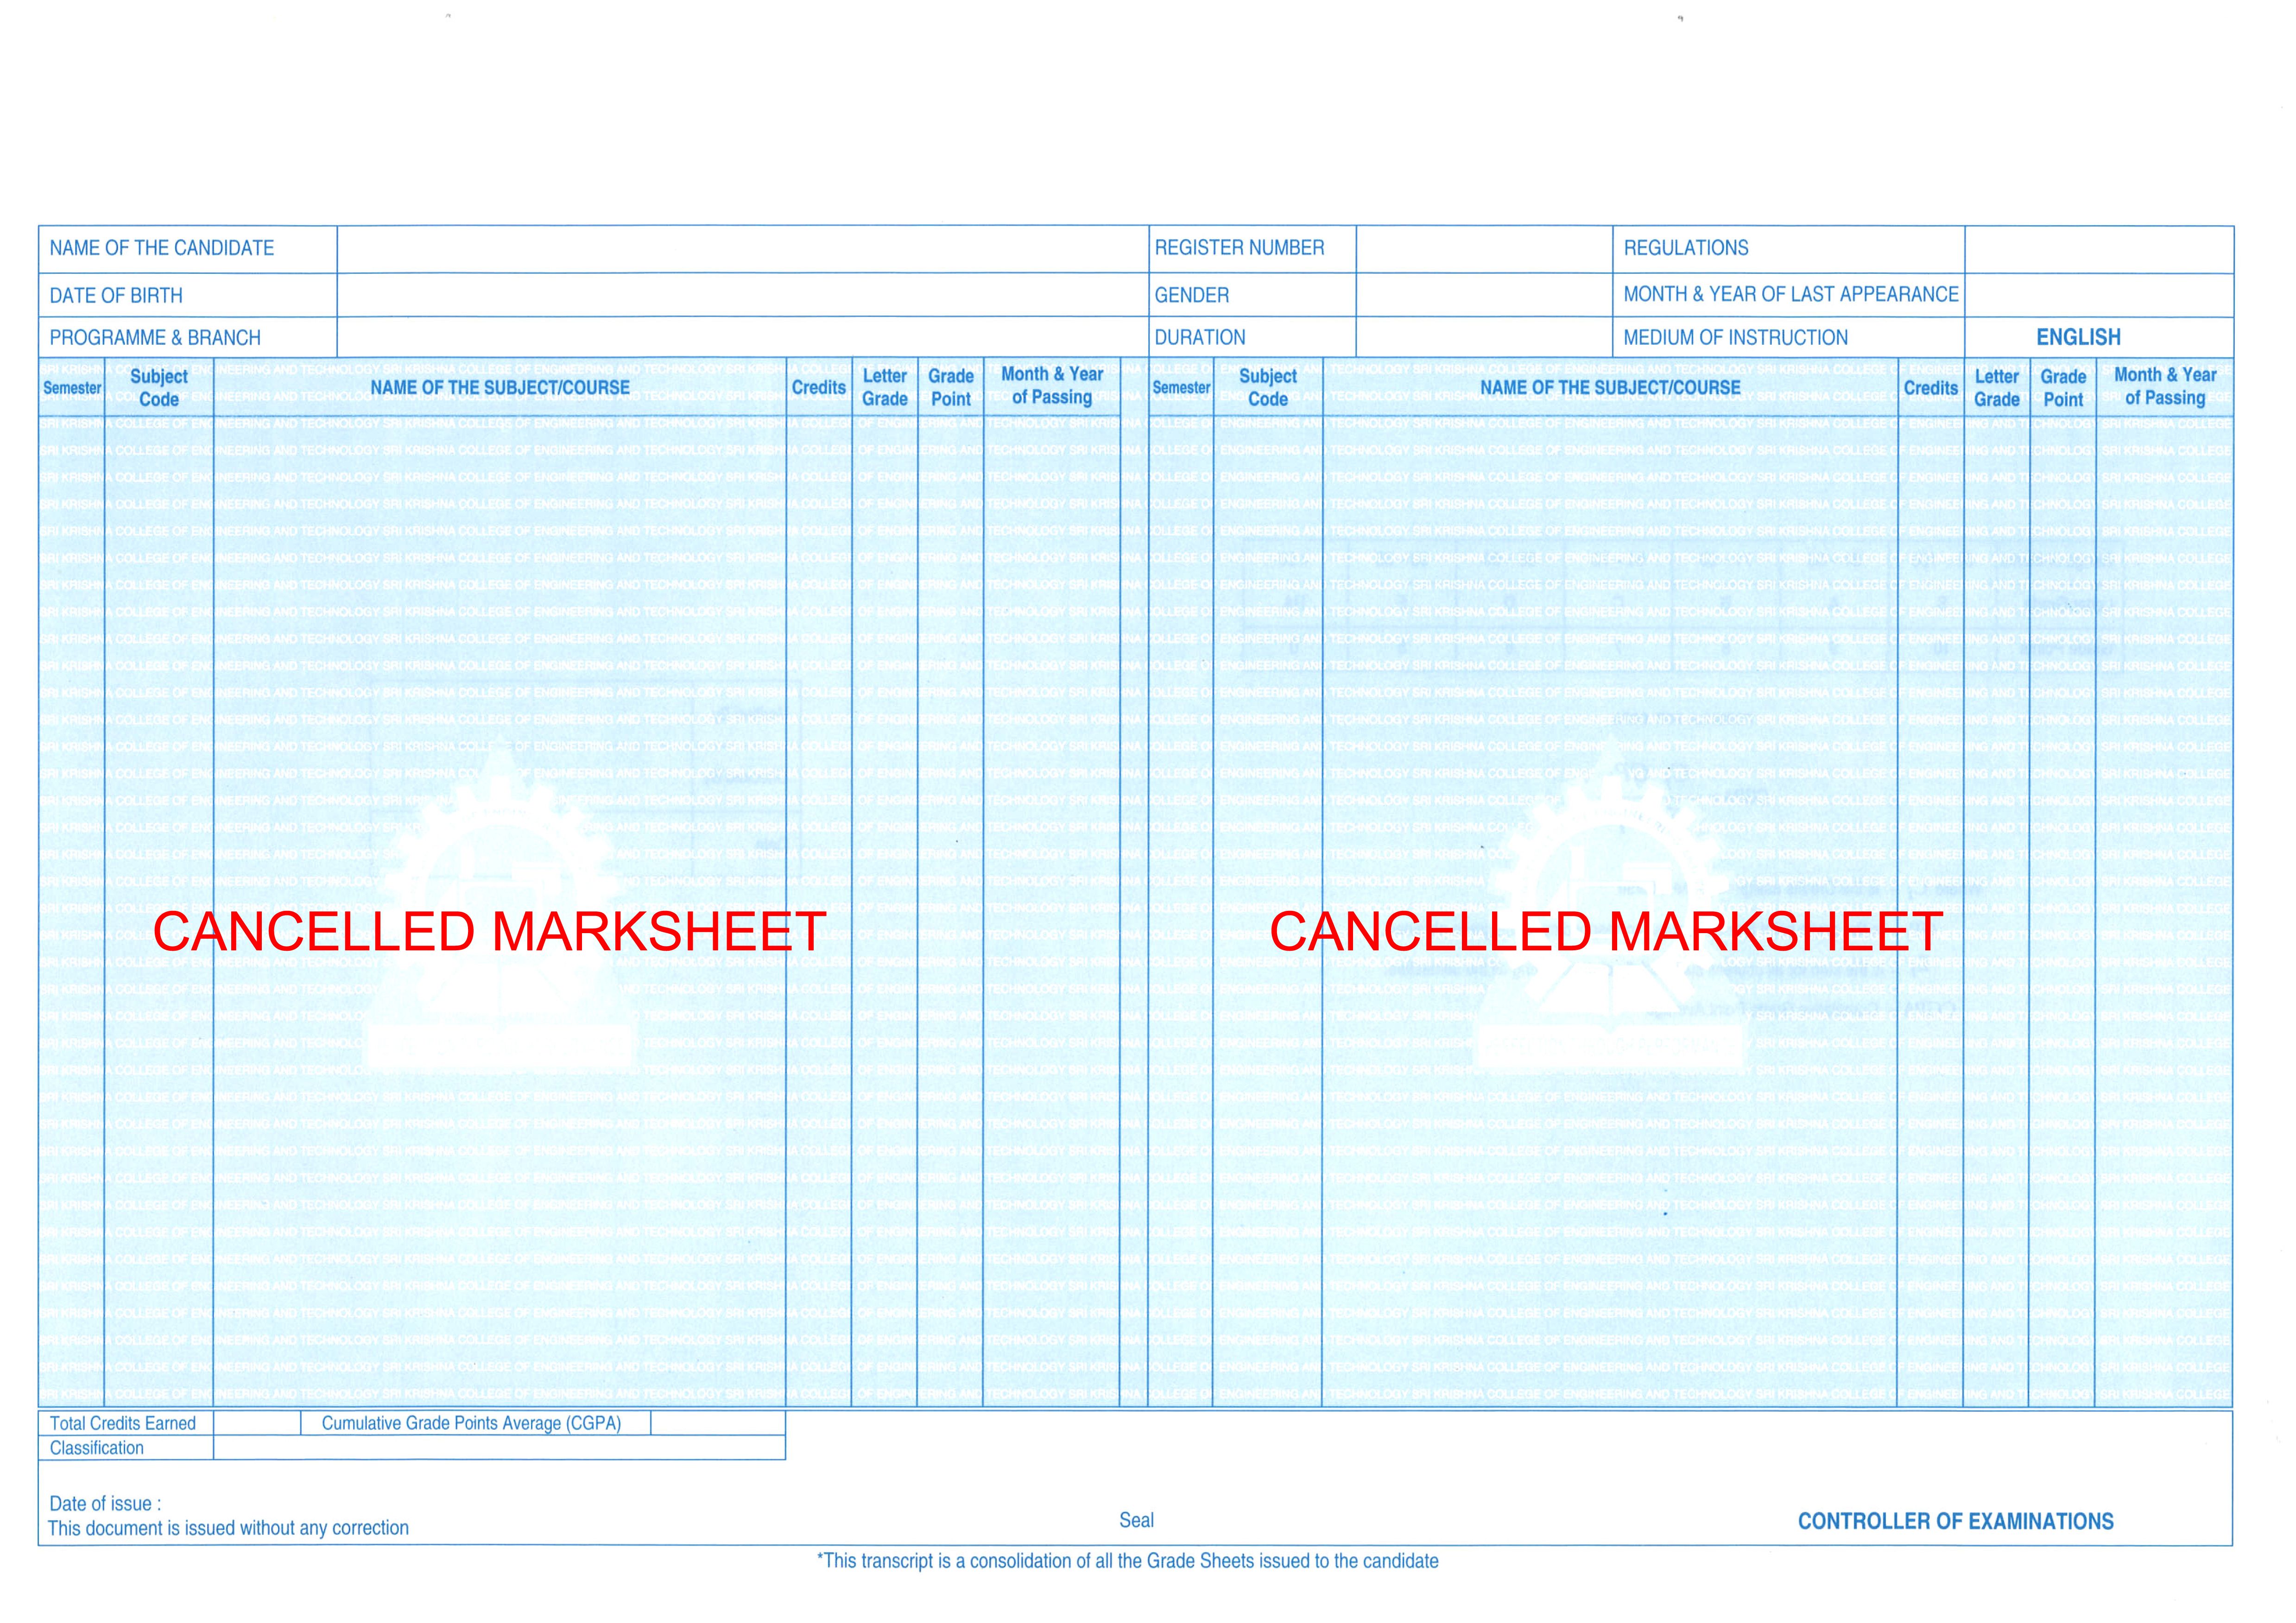 NAME OF THE CANDIDATE REGISTER NUMBER REGULATIONS
DATE OF BIRTH GENDER MONTH & YEAR OF LAST APPEARANCE
PROGRAMME & BRANCH DURATION MEDIUM OF INSTRUCTION ENGLISH
Semester Subject Code NAME OF THE SUBJECT/COURSE Credits Letter Grade Grade Point Month & Year of Passing Semester Subject Code NAME OF THE SUBJECT/COURSE Credits Letter Grade Grade Point Month & Year of Passing
SRI KRISHNA COLLEGE OF ENGINEERING AND TECHNOLOGY
CANCELLED MARKSHEET CANCELLED MARKSHEET
Total Credits Earned Cumulative Grade Points Average (CGPA)
Classification
Date of issue :
This document is issued without any correction
Seal
CONTROLLER OF EXAMINATIONS
*This transcript is a consolidation of all the Grade Sheets issued to the candidate